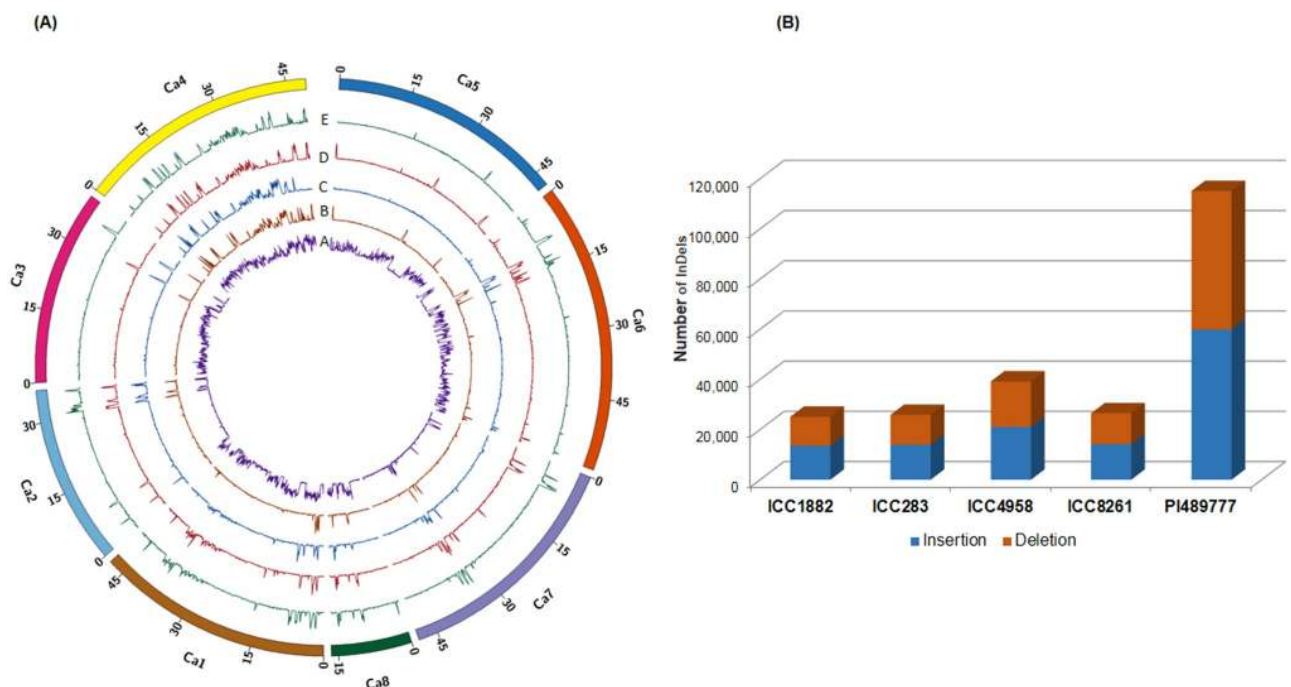 (A)
Ca4
0
15
30
45
Ca5
0
15
30
45
Ca6
0
15
30
45
Ca7
0
15
30
45
Ca8
0
15
Ca1
0
15
30
45
Ca2
0
15
30
Ca3
0
15
30
E
D
C
B
A
(B)
Number of InDels
120,000
100,000
80,000
60,000
40,000
20,000
0
ICC1882 ICC283 ICC4958 ICC8261 PI489777
Insertion Deletion